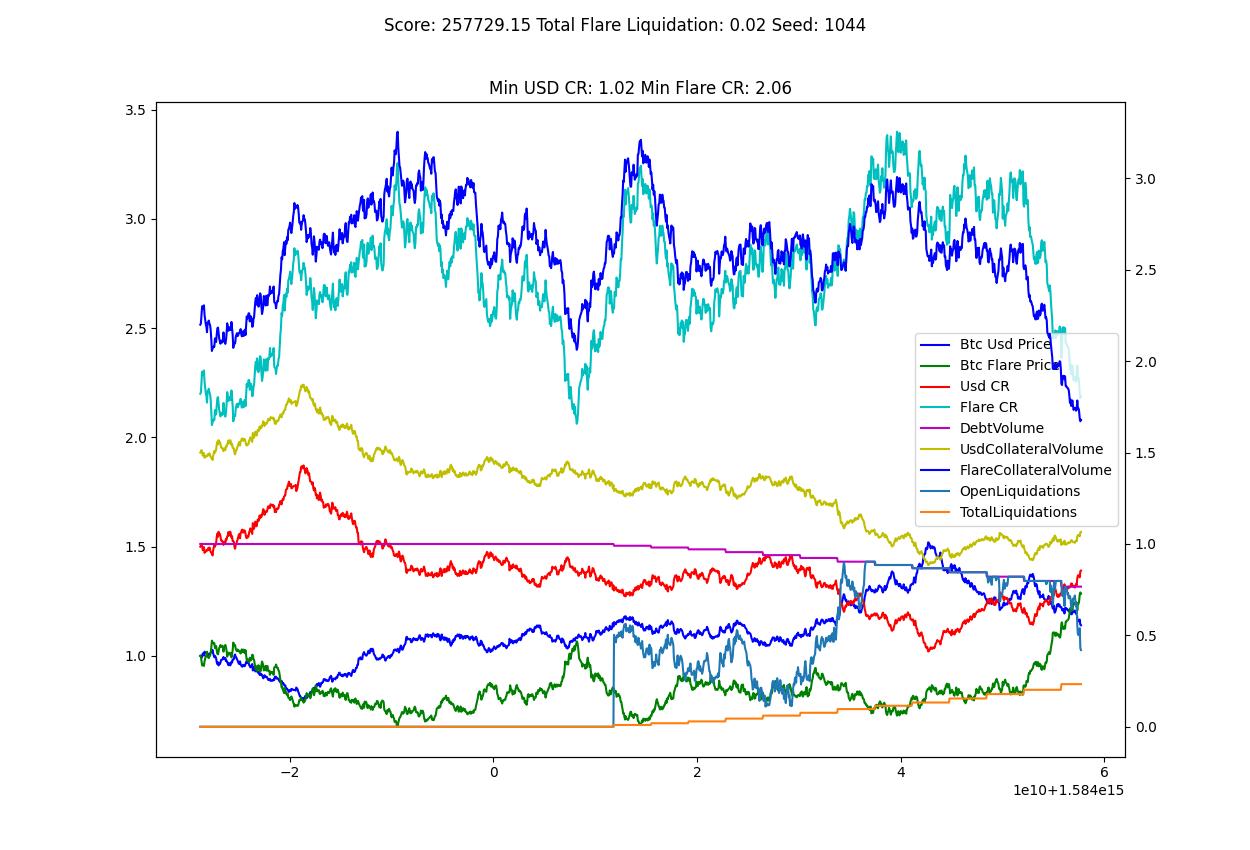 Score: 257729.15 Total Flare Liquidation: 0.02 Seed: 1044
Min USD CR: 1.02 Min Flare CR: 2.06
3.5
3.0
2.5
2.0
1.5
1.0
3.0
2.5
2.0
1.5
1.0
0.5
0.0
Btc Usd Price
Btc Flare Price
Usd CR
Flare CR
DebtVolume
UsdCollateralVolume
FlareCollateralVolume
OpenLiquidations
TotalLiquidations
−2
0
2
4
6
1e10+1.584e15